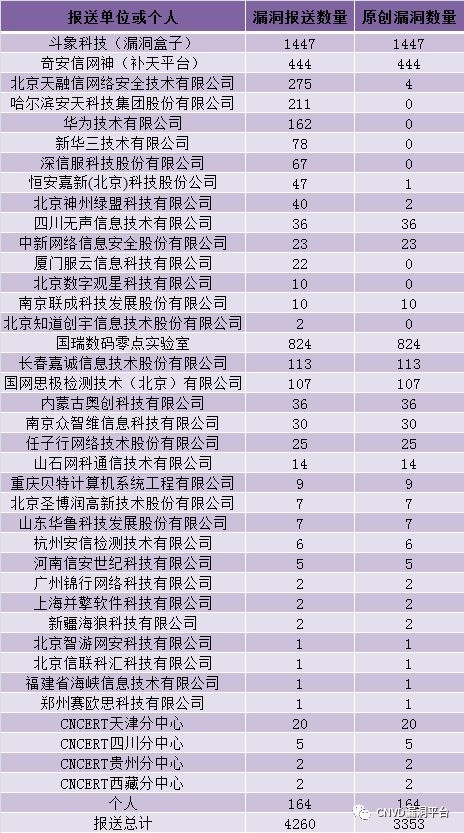 报送单位或个人 漏洞报送数量 原创漏洞数量
斗象科技（漏洞盒子） 1447 1447
奇安信网神（补天平台） 444 444
北京天融信网络安全技术有限公司 275 4
哈尔滨安天科技集团股份有限公司 211 0
华为技术有限公司 162 0
新华三技术有限公司 78 0
深信服科技股份有限公司 67 0
恒安嘉新(北京)科技股份公司 47 1
北京神州绿盟科技有限公司 40 2
四川无声信息技术有限公司 36 36
中新网络信息安全股份有限公司 23 23
厦门服云信息科技有限公司 22 0
北京数字观星科技有限公司 10 0
南京联成科技发展股份有限公司 10 10
北京知道创宇信息技术股份有限公司 2 0
国瑞数码零点实验室 824 824
长春嘉诚信息技术股份有限公司 113 113
国网思极检测技术（北京）有限公司 107 107
内蒙古奥创科技有限公司 36 36
南京众智维信息科技有限公司 30 30
任子行网络技术股份有限公司 25 25
山石网科通信技术有限公司 14 14
重庆贝特计算机系统工程有限公司 9 9
北京圣博润高新技术股份有限公司 7 7
山东华鲁科技发展股份有限公司 7 7
杭州安信检测技术有限公司 6 6
河南信安世纪科技有限公司 5 5
广州锦行网络科技有限公司 2 2
上海并擎软件科技有限公司 2 2
新疆海狼科技有限公司 2 2
北京智游网安科技有限公司 1 1
北京信联科汇科技有限公司 1 1
福建省海峡信息技术有限公司 1 1
郑州赛欧思科技有限公司 1 1
CNCERT天津分中心 20 20
CNCERT四川分中心 5 5
CNCERT贵州分中心 2 2
CNCERT西藏分中心 2 2
个人 164 164
CNVD漏洞平台
报送总计 4260 3353